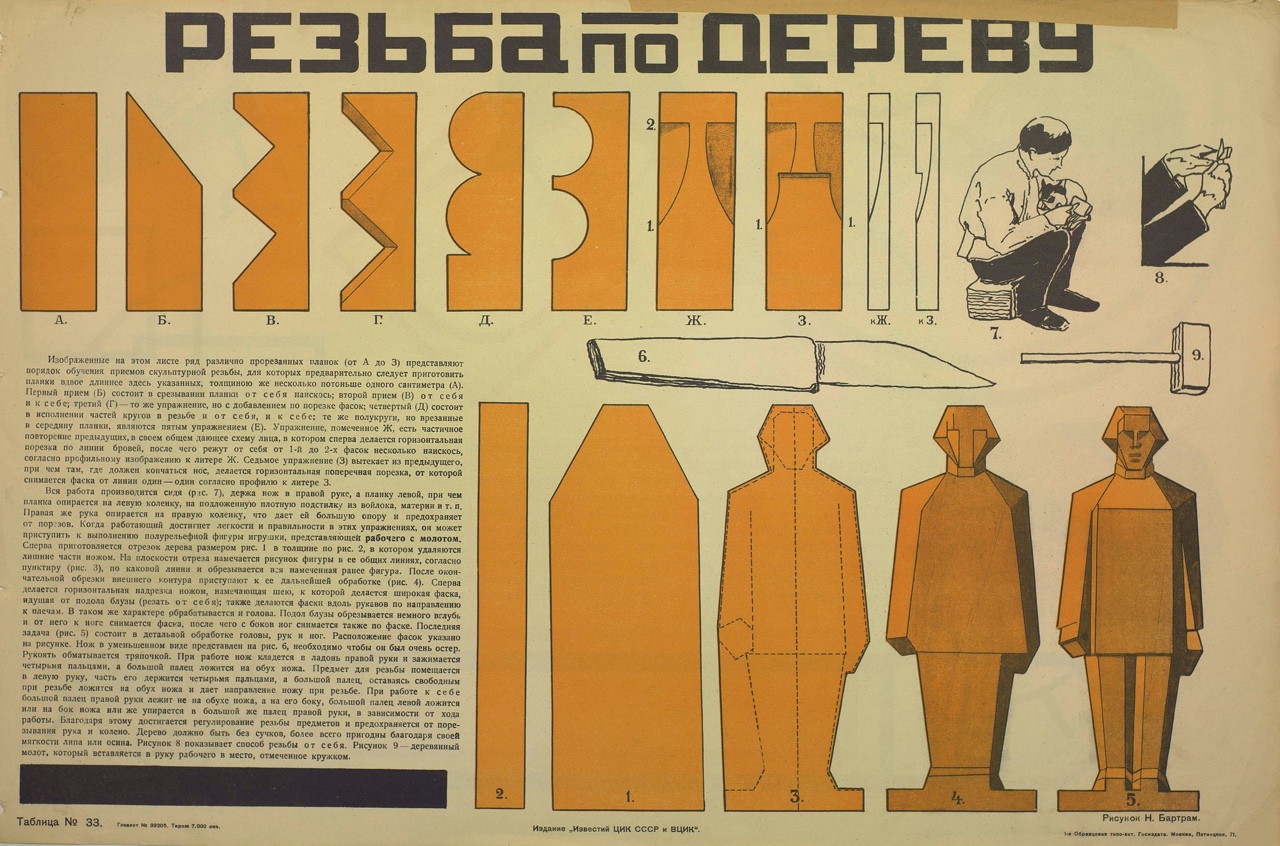 РЕЗЬБА ПО ДЕРЕВУ
2.
1.
1.
1.
А.
Б.
В.
Г.
Д.
Е.
Ж.
З.
кЖ.
кЗ.
7.
8.
6.
9.
Изображенные на этом листе ряд различно прорезанных планок (от А до З) представляют
порядок обучения приемов скульптурной резьбы, для которых предварительно следует приготовить
планки вдвое длиннее здесь указанных, толщиною же несколько потоньше одного сантиметра (А).
Первый прием (Б) состоит в срезывании планки от себя наискось; второй прием (В) от себя
и к себе; третий (Г) — то же упражнение, но с добавлением по порезке фасок; четвертый (Д) состоит
в исполнении частей кругов в резьбе и от себя, и к себе; те же полукруги, но врезанные
в середину планки, являются пятым упражнением (Е). Упражнение, помеченное Ж, есть частичное
повторение предыдущих, в своем общем дающее схему лица, в котором сперва делается горизонтальная
порезка по линии бровей, после чего режут от себя от 1-й до 2-х фасок несколько наискось,
согласно профильному изображению к литере Ж. Седьмое упражнение (З) вытекает из предыдущего,
при чем там, где должен кончаться нос, делается горизонтальная поперечная порезка, от которой
снимается фаска от линии один — один согласно профилю к литере З.
Вся работа производится сидя (рис. 7), держа нож в правой руке, а планку левой, при чем
планка опирается на левую коленку, на подложенную плотную подстилку из войлока, материи и т. п.
Правая же рука опирается на правую коленку, что дает ей большую опору и предохраняет
от порезов. Когда работающий достигнет легкости и правильности в этих упражнениях, он может
приступить к выполнению полурельефной фигуры игрушки, представляющей рабочего с молотом.
Сперва приготовляется отрезок дерева размером рис. 1 в толщине по рис. 2, в котором удаляются
лишние части ножом. На плоскости отреза намечается рисунок фигуры в ее общих линиях, согласно
пунктиру (рис. 3), по каковой линии и обрезывается вся намеченная ранее фигура. После окон-
чательной обрезки внешнего контура приступают к ее дальнейшей обработке (рис. 4). Сперва
делается горизонтальная надрезка ножом, намечающая шею, к которой делается широкая фаска,
идущая от подола блузы (резать от себя); также делаются фаски вдоль рукавов по направлению
к плечам. В таком же характере обрабатывается и голова. Подол блузы обрезывается немного вглубь
и от него к ноге снимается фаска, после чего с боков ног снимается также по фаске. Последняя
задача (рис. 5) состоит в детальной обработке головы, рук и ног. Расположение фасок указано
на рисунке. Нож в уменьшенном виде представлен на рис. 6, необходимо чтобы он был очень остер.
Рукоять обматывается тряпочкой. При работе нож кладется в ладонь правой руки и зажимается
четырьмя пальцами, а большой палец ложится на обух ножа. Предмет для резьбы помещается
в левую руку, часть его держится четырьмя пальцами, а большой палец, оставаясь свободным
при резьбе ложится на обух ножа и дает направление ножу при резьбе. При работе к себе
большой палец правой руки лежит не на обухе ножа, а на его боку, большой палец левой ложится
или на бок ножа или же упирается в большой же палец правой руки, в зависимости от хода
работы. Благодаря этому достигается регулирование резьбы предметов и предохраняется от поре-
зывания рука и колено. Дерево должно быть без сучков, более всего пригодны благодаря своей
мягкости липа или осина. Рисунок 8 показывает способ резьбы от себя. Рисунок 9 — деревянный
молот, который вставляется в руку рабочего в место, отмеченное кружком.
2.
1.
3.
4.
5.
Таблица № 33.
Главлит № 39205. Тираж 7.000 экз.
Издание „Известий ЦИК СССР и ВЦИК".
Рисунок Н. Бартрам.
1-я Образцовая типо-лит. Госиздата. Москва, Пятницкая, 71.